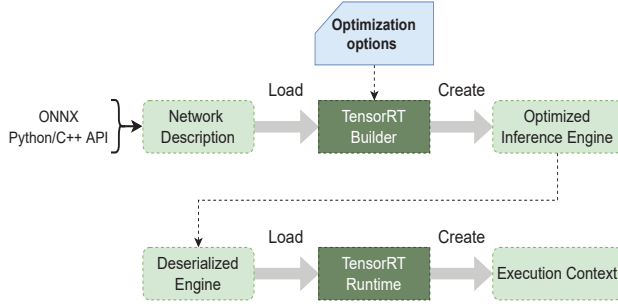 Optimization
options
ONNX
Python/C++ API
Network
Description
Load
TensorRT
Builder
Create
Optimized
Inference Engine
Deserialized
Engine
Load
TensorRT
Runtime
Create
Execution Context